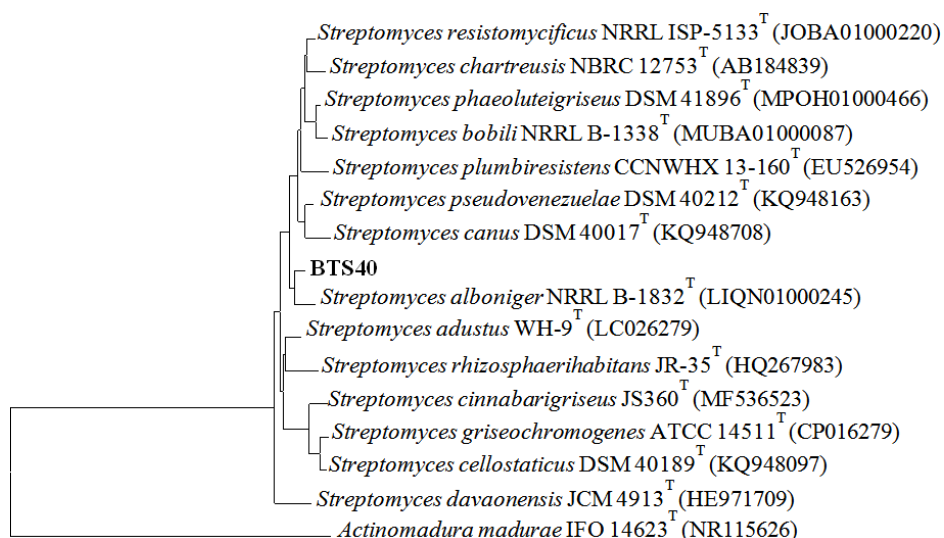 Streptomyces resistomycificus NRRL ISP-5133T (JOBA01000220)
Streptomyces chartreusis NBRC 12753T (AB184839)
Streptomyces phaeoluteigriseus DSM 41896T (MPOH01000466)
Streptomyces bobili NRRL B-1338T (MUBA01000087)
Streptomyces plumbiresistens CCNWHX 13-160T (EU526954)
Streptomyces pseudovenezuelae DSM 40212T (KQ948163)
Streptomyces canus DSM 40017T (KQ948708)
BTS40
Streptomyces alboniger NRRL B-1832T (LIQN01000245)
Streptomyces adustus WH-9T (LC026279)
Streptomyces rhizosphaerihabitans JR-35T (HQ267983)
Streptomyces cinnabarigriseus JS360T (MF536523)
Streptomyces griseochromogenes ATCC 14511T (CP016279)
Streptomyces cellostaticus DSM 40189T (KQ948097)
Streptomyces davaonensis JCM 4913T (HE971709)
Actinomadura madurae IFO 14623T (NR115626)